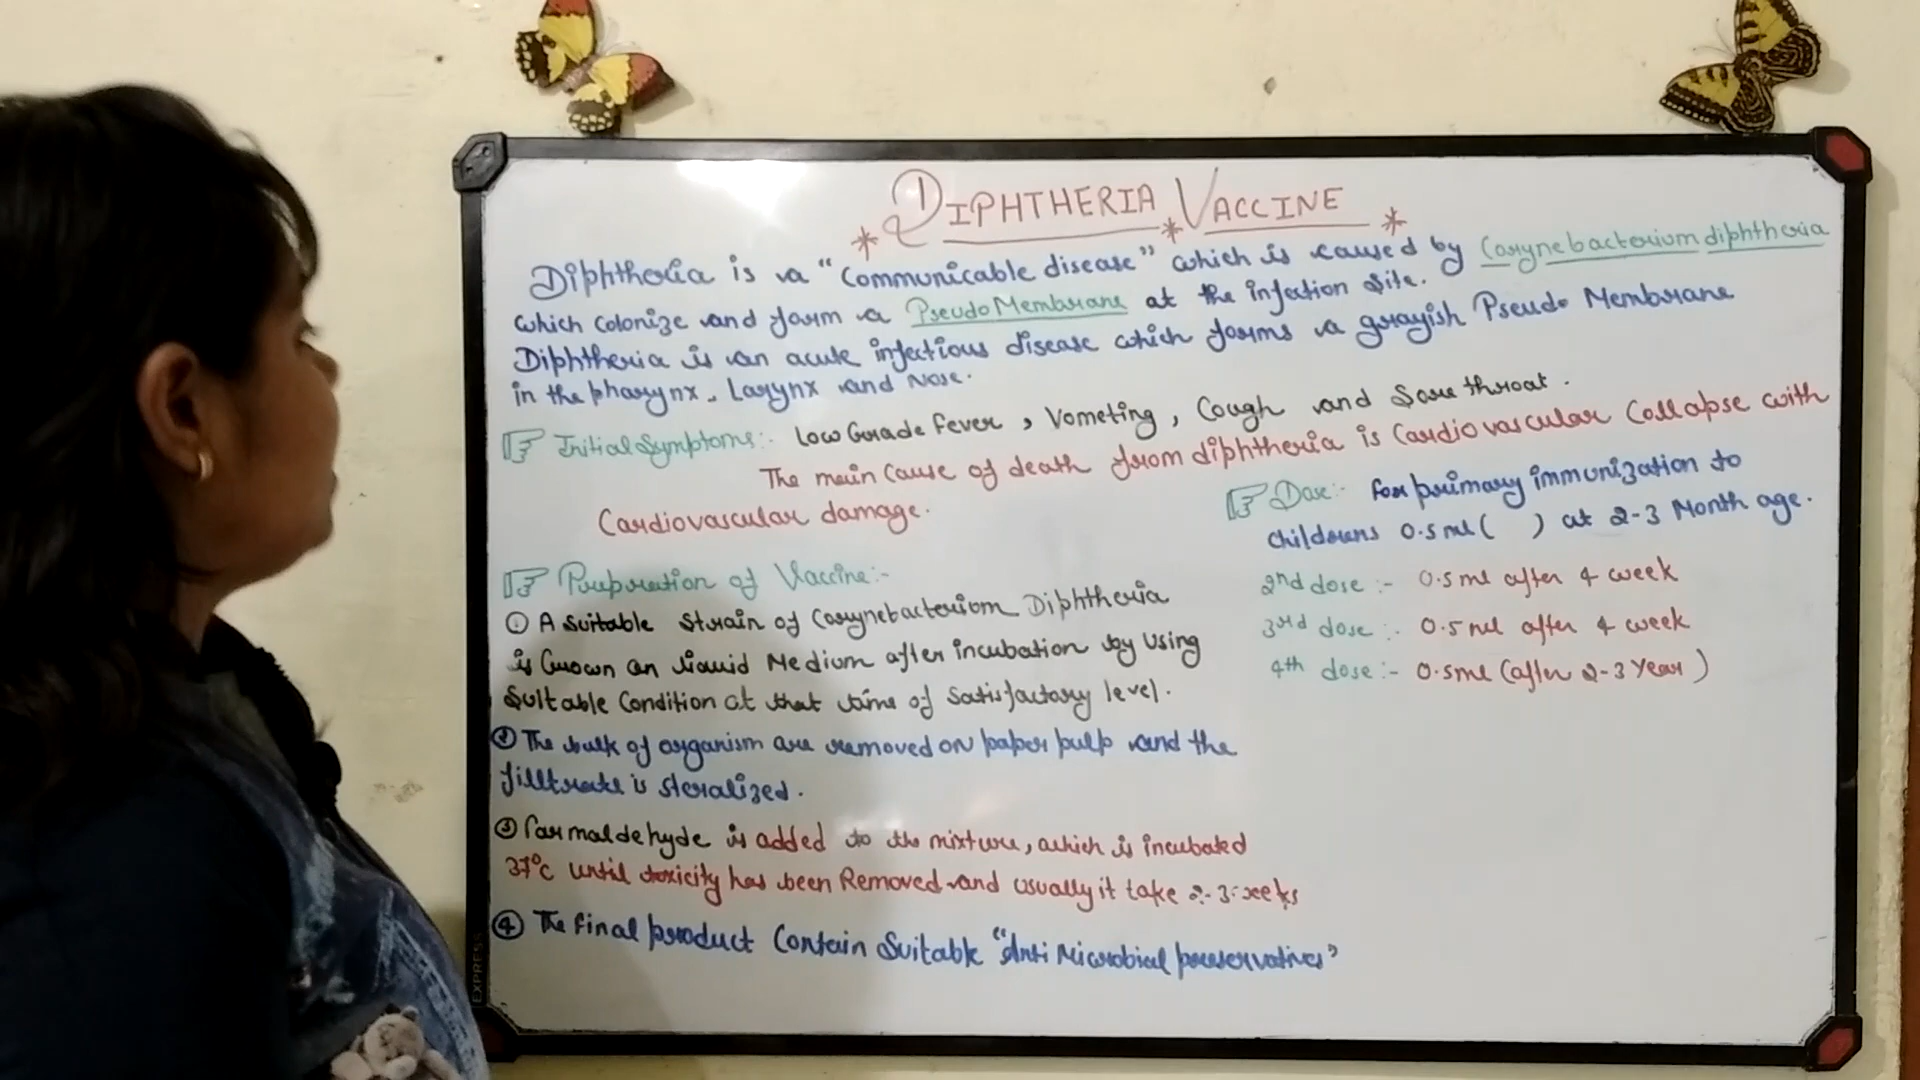 * DIPHTHERIA * VACCINE *
Diphtheria is a "Communicable disease" which is caused by Corynebacterium diphtheria
which colonize and form a Pseudo Membrane at the infection site.
Diphtheria is an acute infectious disease which forms a grayish Pseudo Membrane
in the pharynx, Larynx and Nose.
Initial Symptoms:- Low Grade fever, Vometing, Cough and Sore throat.
The main Cause of death from diphtheria is Cardiovascular Collapse with
Cardiovascular damage.
Preparation of Vaccine:-
① A Suitable Strain of Corynebacteriom Diphtheria
is Grown an liquid Medium after incubation by Using
Suitable Condition at that time of Satisfactory level.
② The bulk of organism are removed on paper pulp and the
filltrate is steralized.
③ Farmaldehyde is added to the mixture, which is incubated
37°C until toxicity has been Removed and usually it take 2-3 weeks
④ The final product Contain Suitable "Anti Microbial preservatives"
Dose:- For primary immunization to
childrens 0.5 ml ( ) at 2-3 Month age.
2nd dose :- 0.5 ml after 4 week
3rd dose :- 0.5 ml after 4 week
4th dose :- 0.5ml (after 2-3 Year)
EXPRESS